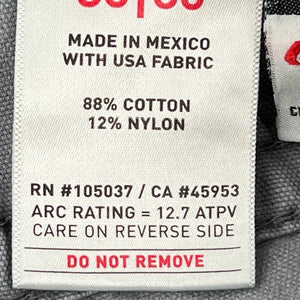 MADE IN MEXICO
WITH USA FABRIC
88% COTTON
12% NYLON
RN #105037 / CA #45953
ARC RATING = 12.7 ATPV
CARE ON REVERSE SIDE
DO NOT REMOVE